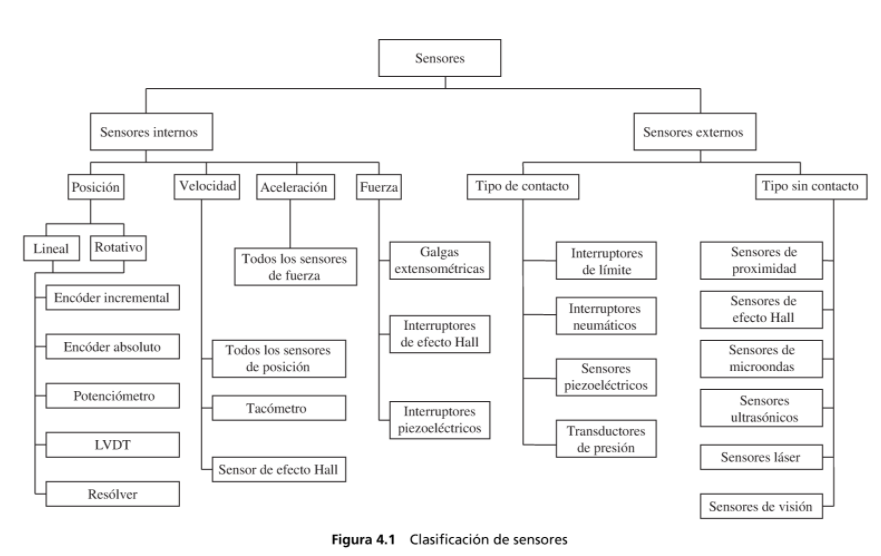 Sensores
Sensores internos
Sensores externos
Posición
Velocidad
Aceleración
Fuerza
Tipo de contacto
Tipo sin contacto
Lineal
Rotativo
Encóder incremental
Encóder absoluto
Potenciómetro
LVDT
Resólver
Todos los sensores
de posición
Tacómetro
Sensor de efecto Hall
Todos los sensores
de fuerza
Galgas
extensométricas
Interruptores
de efecto Hall
Interruptores
piezoeléctricos
Interruptores
de límite
Interruptores
neumáticos
Sensores
piezoeléctricos
Transductores
de presión
Sensores de
proximidad
Sensores de
efecto Hall
Sensores de
microondas
Sensores
ultrasónicos
Sensores láser
Sensores de visión
Figura 4.1 Clasificación de sensores